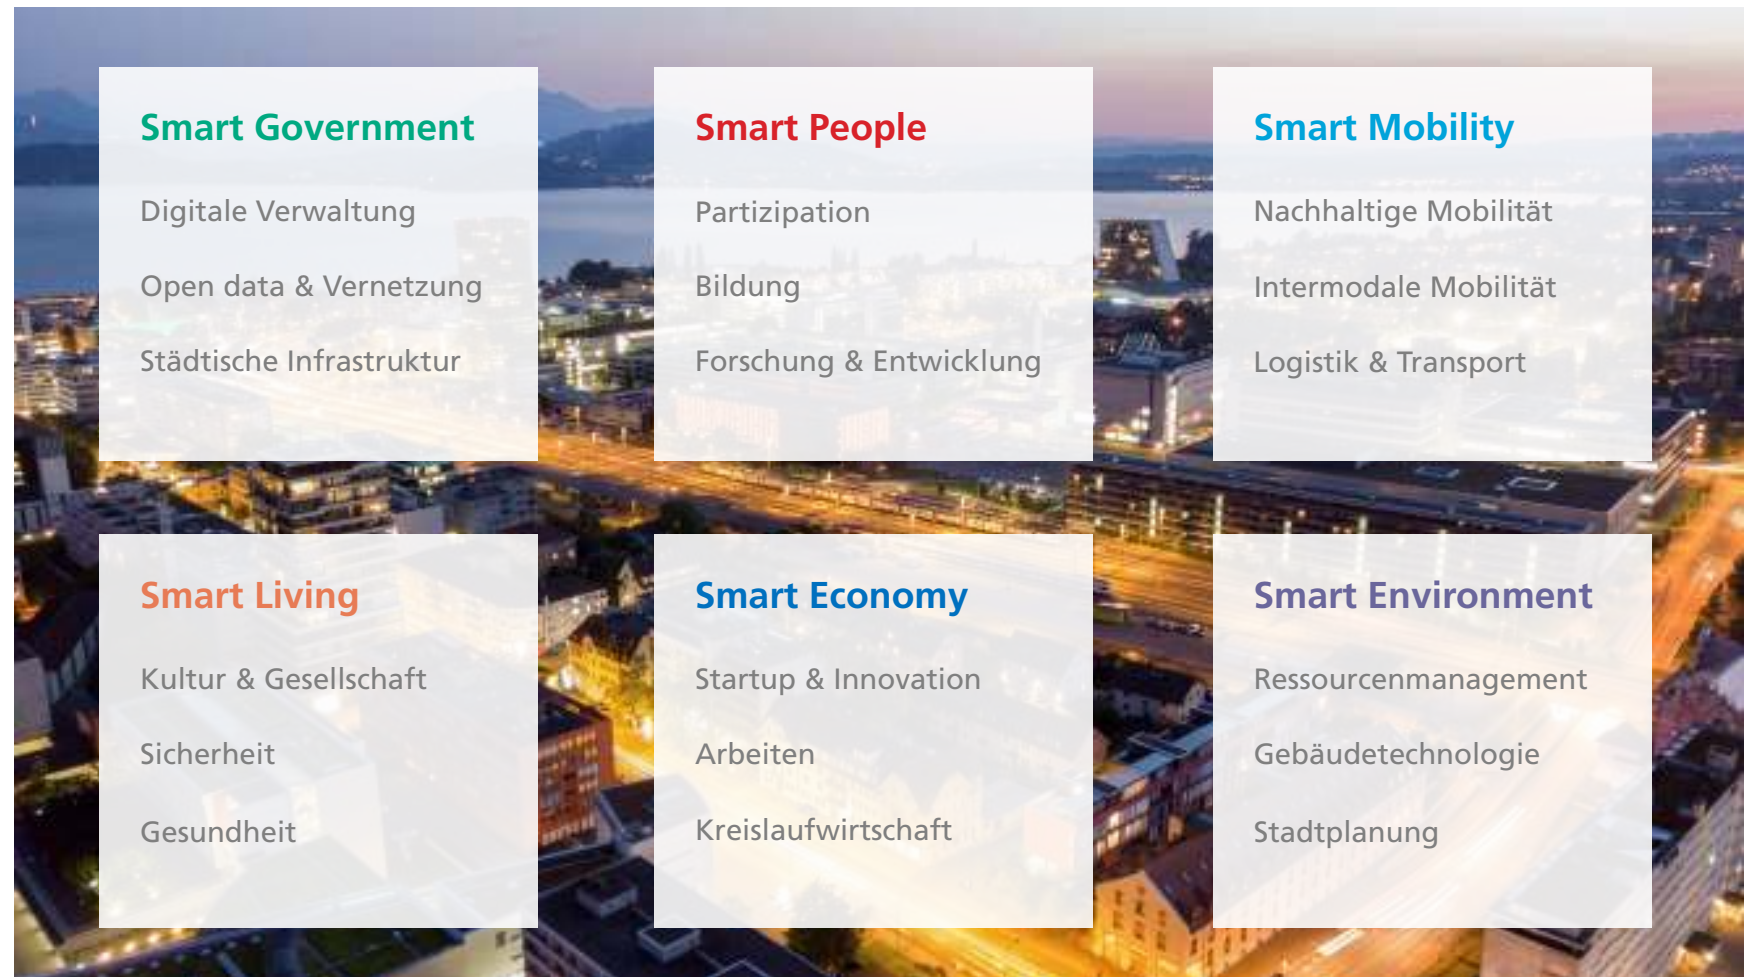 Smart Government
Digitale Verwaltung
Open data & Vernetzung
Städtische Infrastruktur
Smart People
Partizipation
Bildung
Forschung & Entwicklung
Smart Mobility
Nachhaltige Mobilität
Intermodale Mobilität
Logistik & Transport
Smart Living
Kultur & Gesellschaft
Sicherheit
Gesundheit
Smart Economy
Startup & Innovation
Arbeiten
Kreislaufwirtschaft
Smart Environment
Ressourcenmanagement
Gebäudetechnologie
Stadtplanung